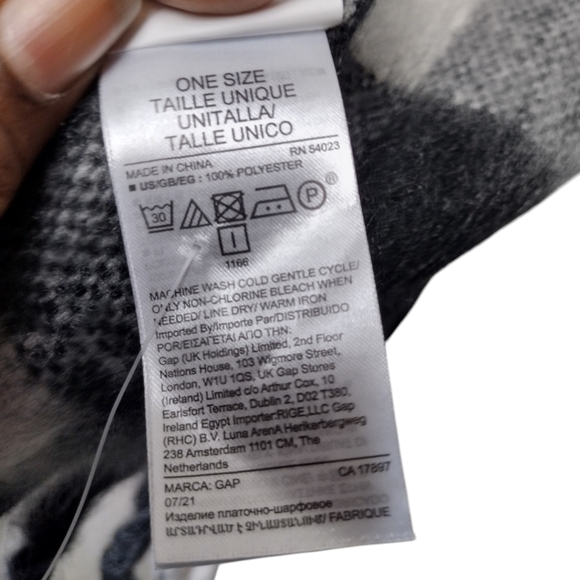 ONE SIZE
TAILLE UNIQUE
UNITALLA/
TALLE UNICO
RN 54023
MADE IN CHINA
■ US/GB/EG : 100% POLYESTER
30 P®
1166
MACHINE WASH COLD GENTLE CYCLE/
ONLY NON-CHLORINE BLEACH WHEN
NEEDED/ LINE DRY/ WARM IRON
Imported By/Importe Par/DISTRIBUIDO
POR/ΕΙΣΑΓΕΤΑΙ ΑΠΟ ΤΗΝ:
Gap (UK Holdings) Limited, 2nd Floor
Nations House, 103 Wigmore Street,
London, W1U 1QS, UK Gap Stores
(Ireland) Limited c/o Arthur Cox, 10
Earlsfort Terrace, Dublin 2, D02 T380,
Ireland Egypt Importer:RIGE,LLC Gap
(RHC) B.V. Luna ArenA Herikerbergweg
238 Amsterdam 1101 CM, The
Netherlands
CA 17897
MARCA: GAP
07/21
Изделие платочно-шарфовое
ԱՐՏԱԴՐՎԱԾ Է ՉԻՆԱՍՏԱՆՈՒՄ/ FABRIQUE